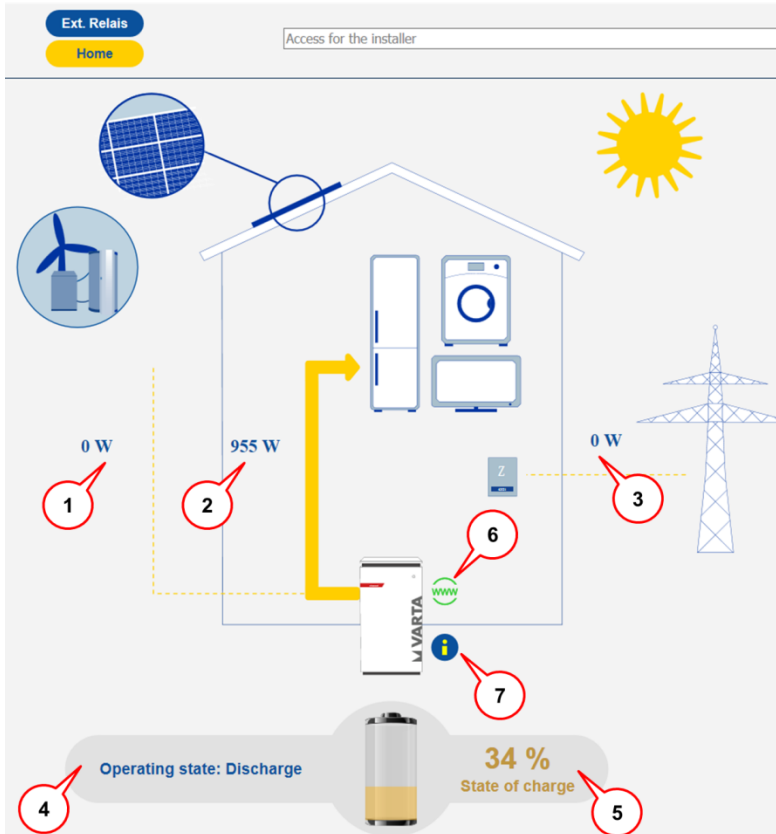 Ext. Relais
Home
Access for the installer
0 W
955 W
0 W
1
2
3
Z
6
www
VARTA
i
7
Operating state: Discharge
34 %
State of charge
4
5